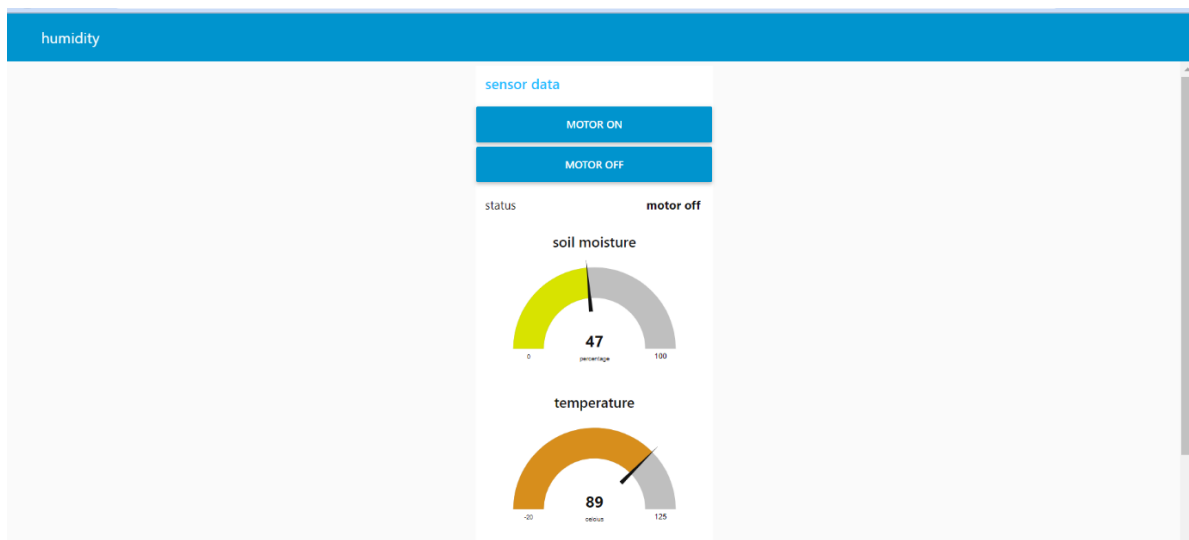 humidity
sensor data
MOTOR ON
MOTOR OFF
status motor off
soil moisture
47
percentage
0 100
temperature
89
celcius
-20 125